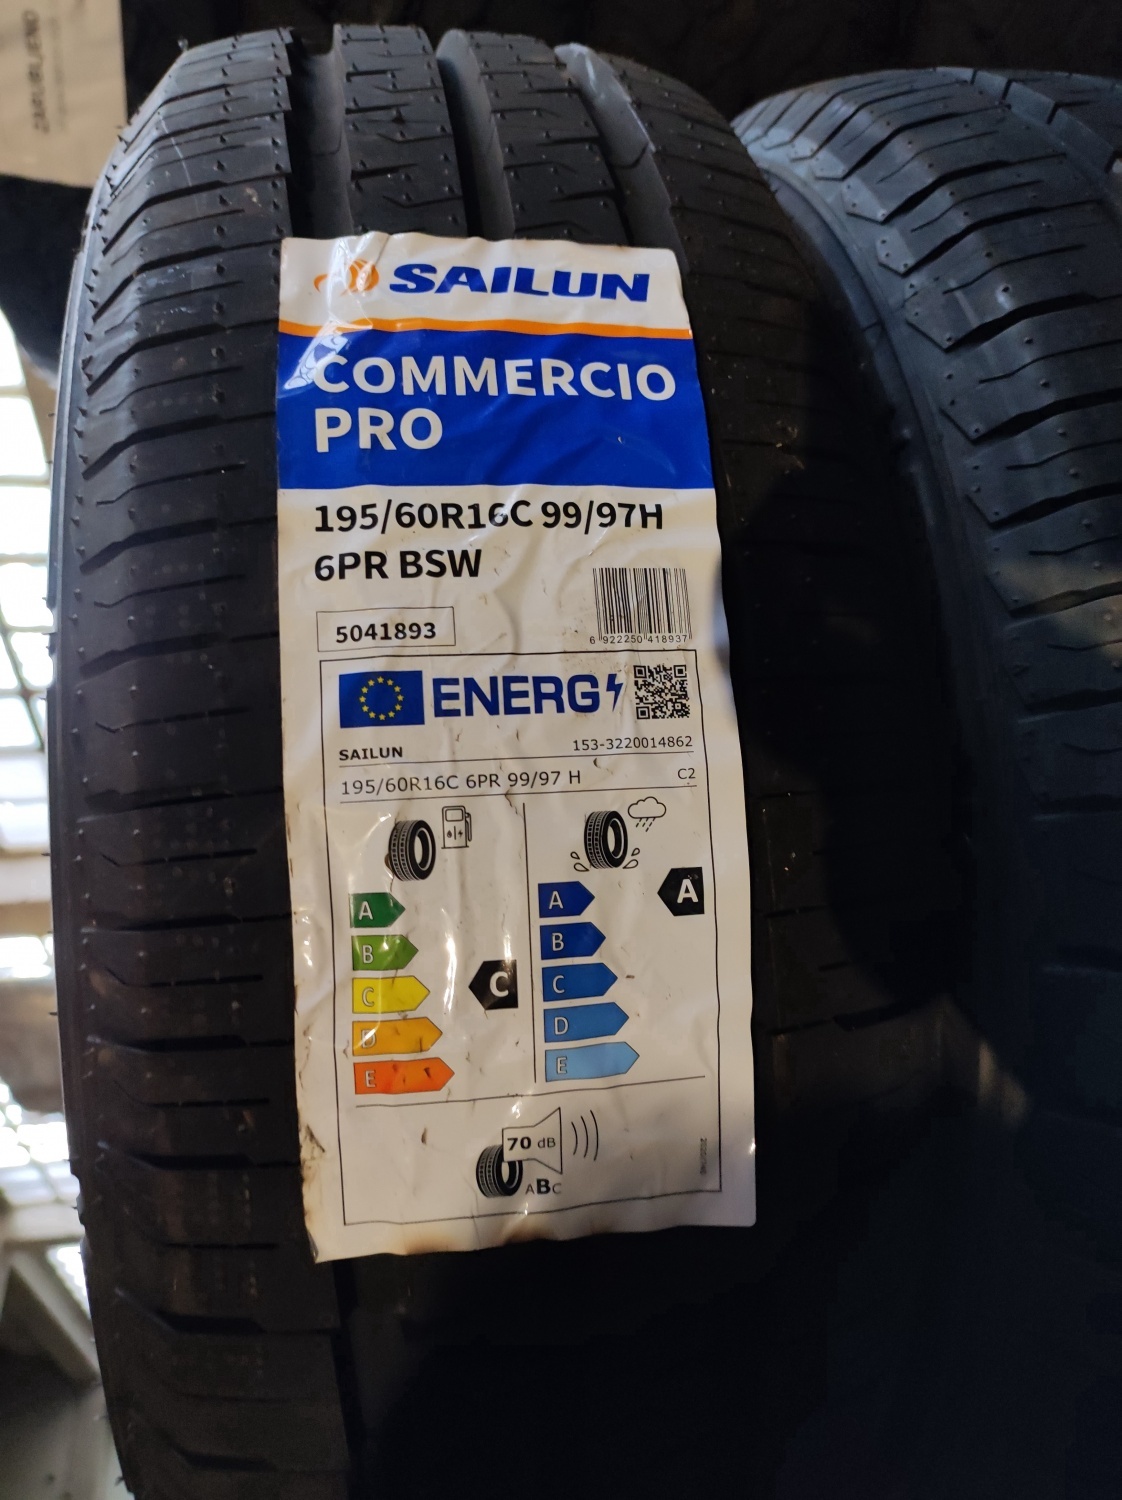 SAILUN
COMMERCIO
PRO
195/60R16C 99/97H
6PR BSW
5041893
6 922250 418937
ENERG
SAILUN 153-3220014862
195/60R16C 6PR 99/97 H C2
A A
B
C C
D
E
A
B
C
D
E
70 dB
ABC